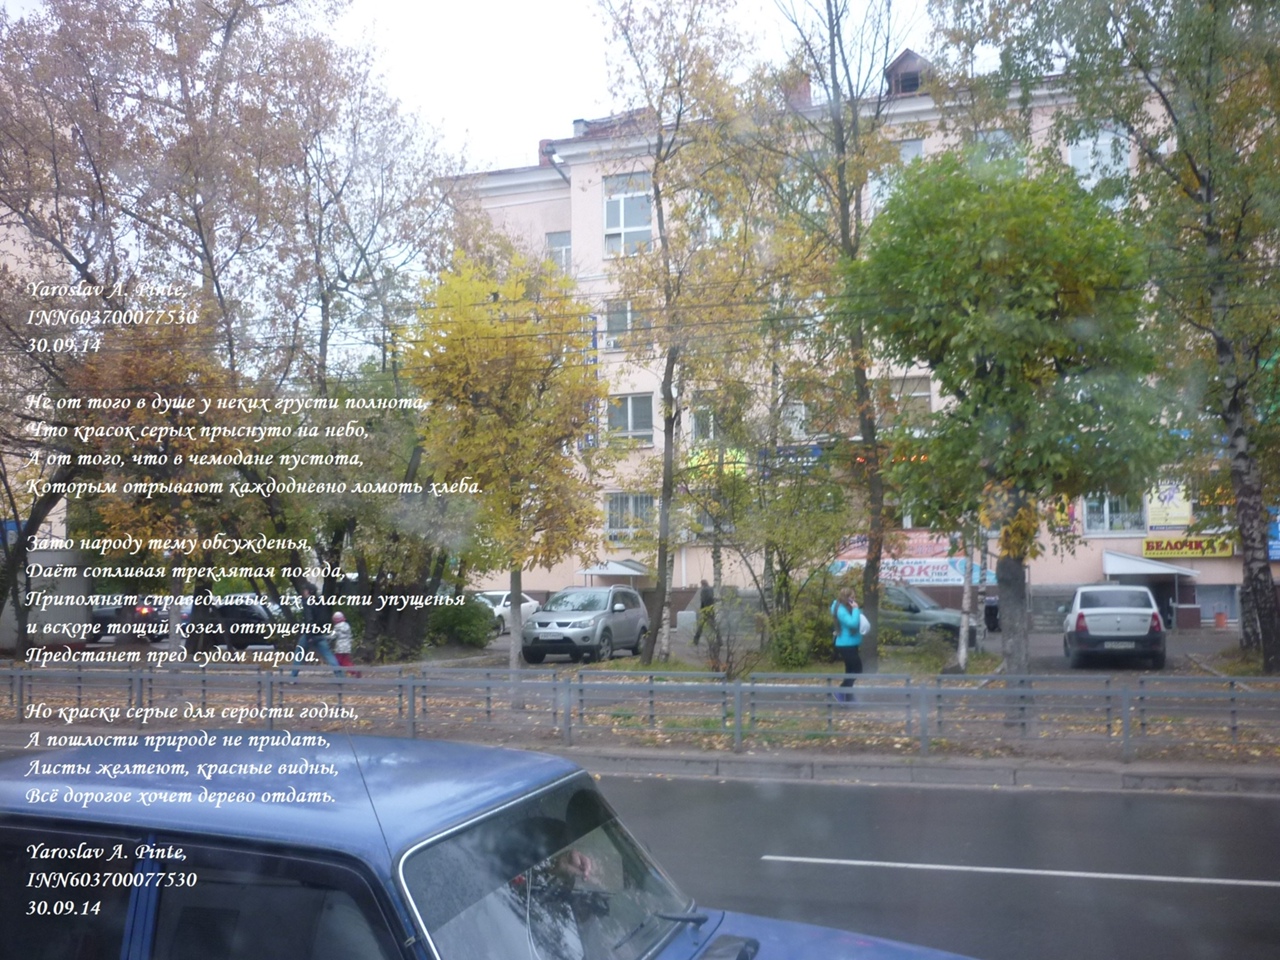 Yaroslav A. Pinte,
INN603700077530
30.09.14
Не от того в душе у неких грусти полнота,
Что красок серых прыснуто на небо,
А от того, что в чемодане пустота,
Которым отрывают каждодневно ломоть хлеба.
Зато народу тему обсужденья,
Даёт сопливая треклятая погода,
Припомнят справедливые, их власти упущенья
и вскоре тощий козел отпущенья,
Предстанет пред судом народа.
Но краски серые для серости годны,
А пошлости природе не придать,
Листы желтеют, красные видны,
Всё дорогое хочет дерево отдать.
Yaroslav A. Pinte,
INN603700077530
30.09.14
БЕЛОЧКА